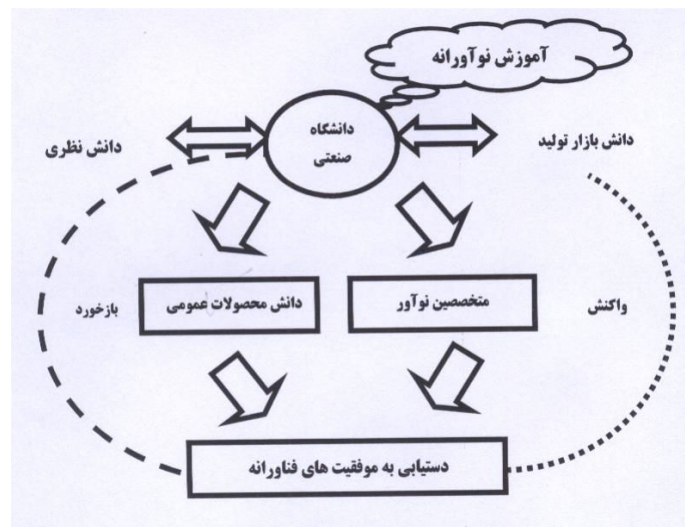 آموزش نوآورانه
دانشگاه
صنعتی
دانش بازار تولید
دانش نظری
متخصصین نوآور
دانش محصولات عمومی
واکنش
بازخورد
دستیابی به موفقیت های فناورانه